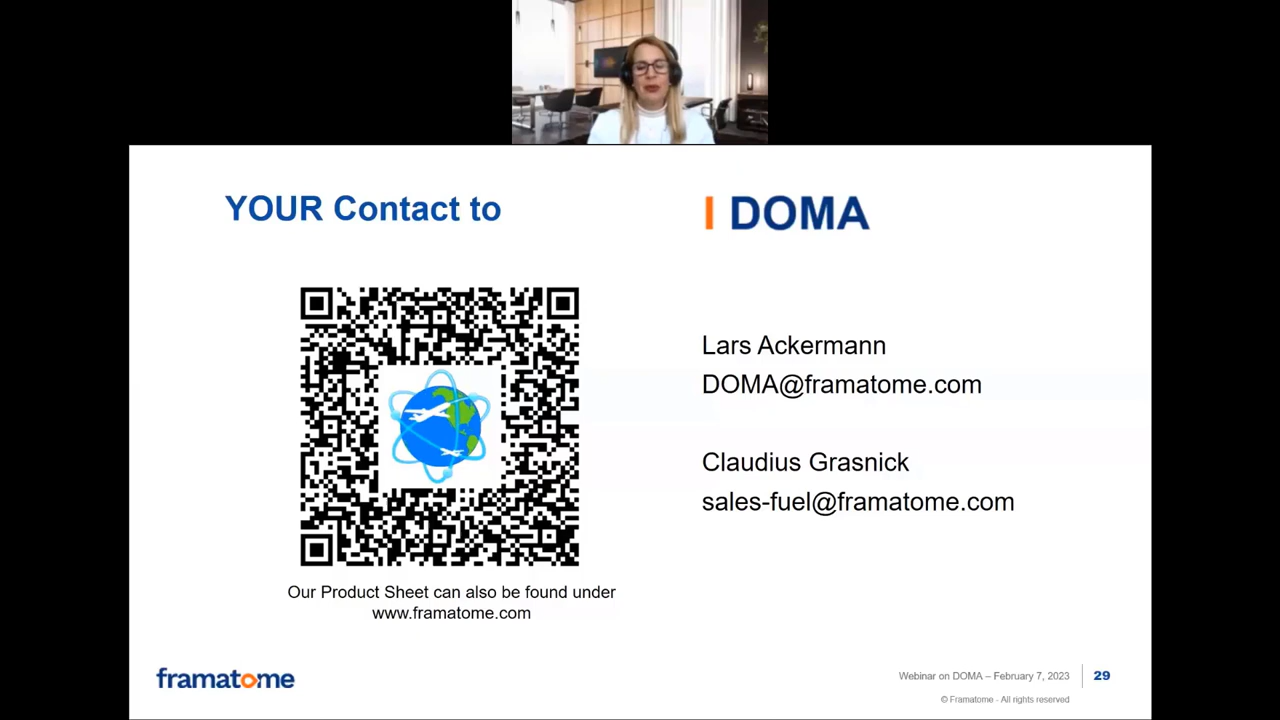 YOUR Contact to
I DOMA
Lars Ackermann
DOMA@framatome.com
Claudius Grasnick
sales-fuel@framatome.com
Our Product Sheet can also be found under
www.framatome.com
framatome
Webinar on DOMA – February 7, 2023
29
© Framatome - All rights reserved